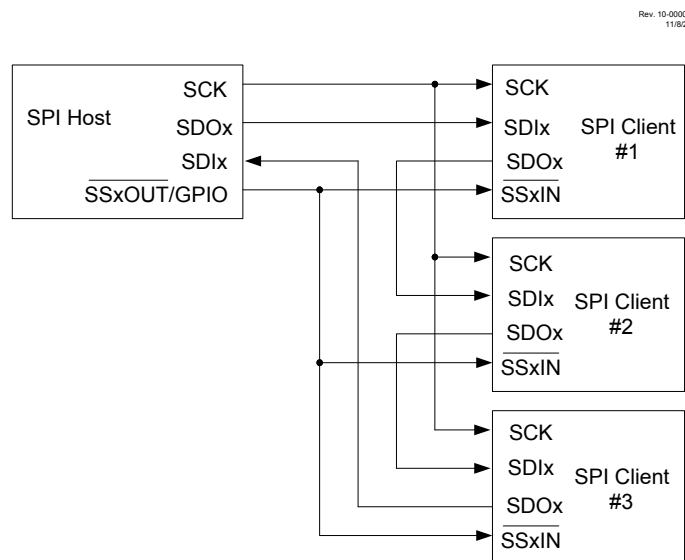 Rev. 10-0000
11/8/2
SCK
SDOx
SPI Host
SDIx
SSxOUT/GPIO
SCK
SDIx
SPI Client
#1
SDOx
SSxIN
SCK
SDIx
SPI Client
#2
SDOx
SSxIN
SCK
SDIx
SPI Client
#3
SDOx
SSxIN